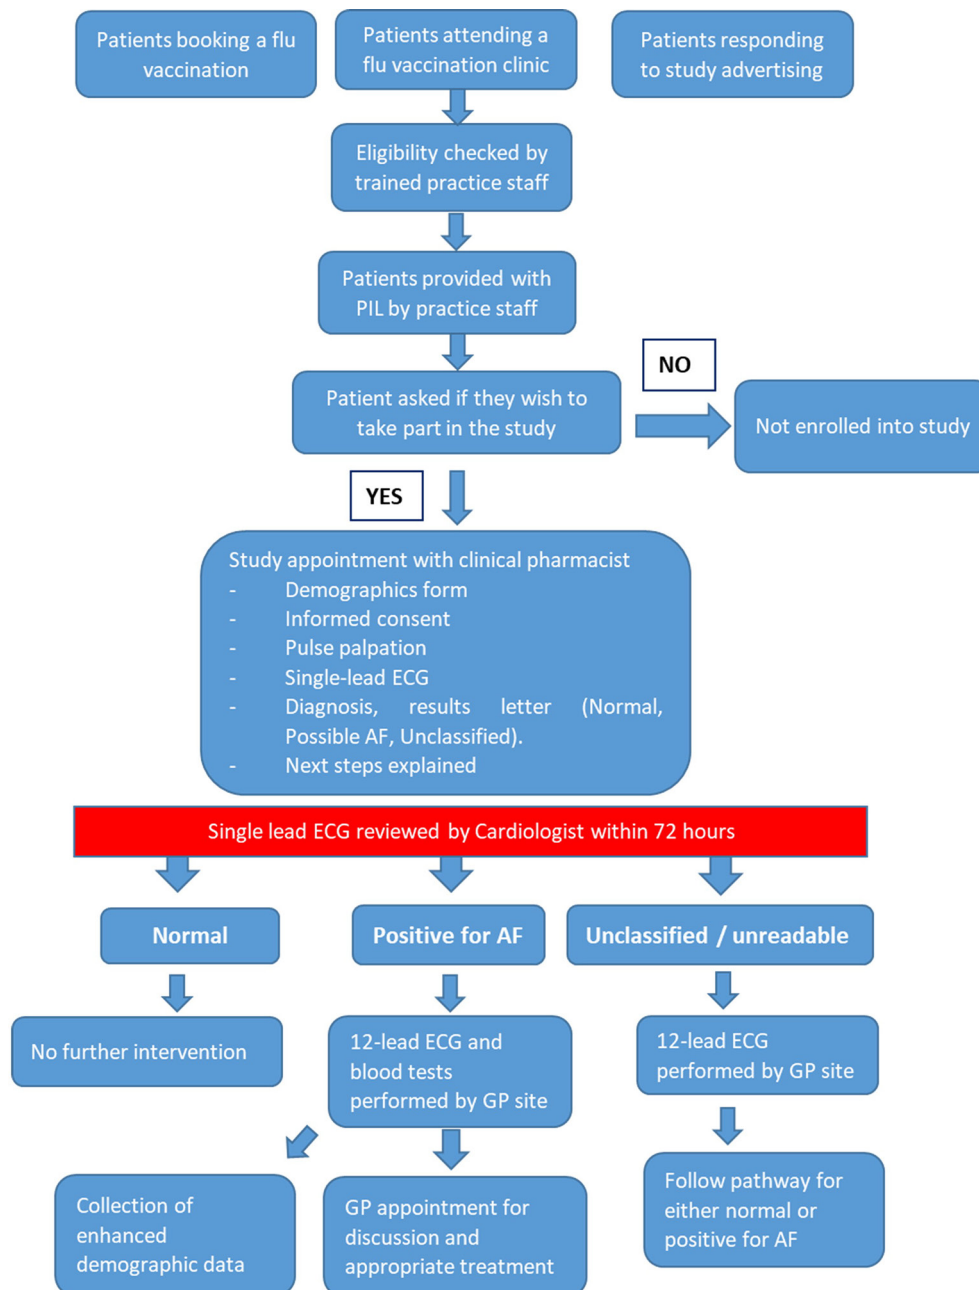 Patients booking a flu
vaccination
Patients attending a
flu vaccination clinic
Patients responding
to study advertising
Eligibility checked by
trained practice staff
Patients provided with
PIL by practice staff
Patient asked if they wish to
take part in the study
NO
Not enrolled into study
YES
Study appointment with clinical pharmacist
- Demographics form
- Informed consent
- Pulse palpation
- Single-lead ECG
- Diagnosis, results letter (Normal,
Possible AF, Unclassified).
- Next steps explained
Single lead ECG reviewed by Cardiologist within 72 hours
Normal
Positive for AF
Unclassified / unreadable
No further intervention
12-lead ECG and
blood tests
performed by GP site
12-lead ECG
performed by GP site
Collection of
enhanced
demographic data
GP appointment for
discussion and
appropriate treatment
Follow pathway for
either normal or
positive for AF